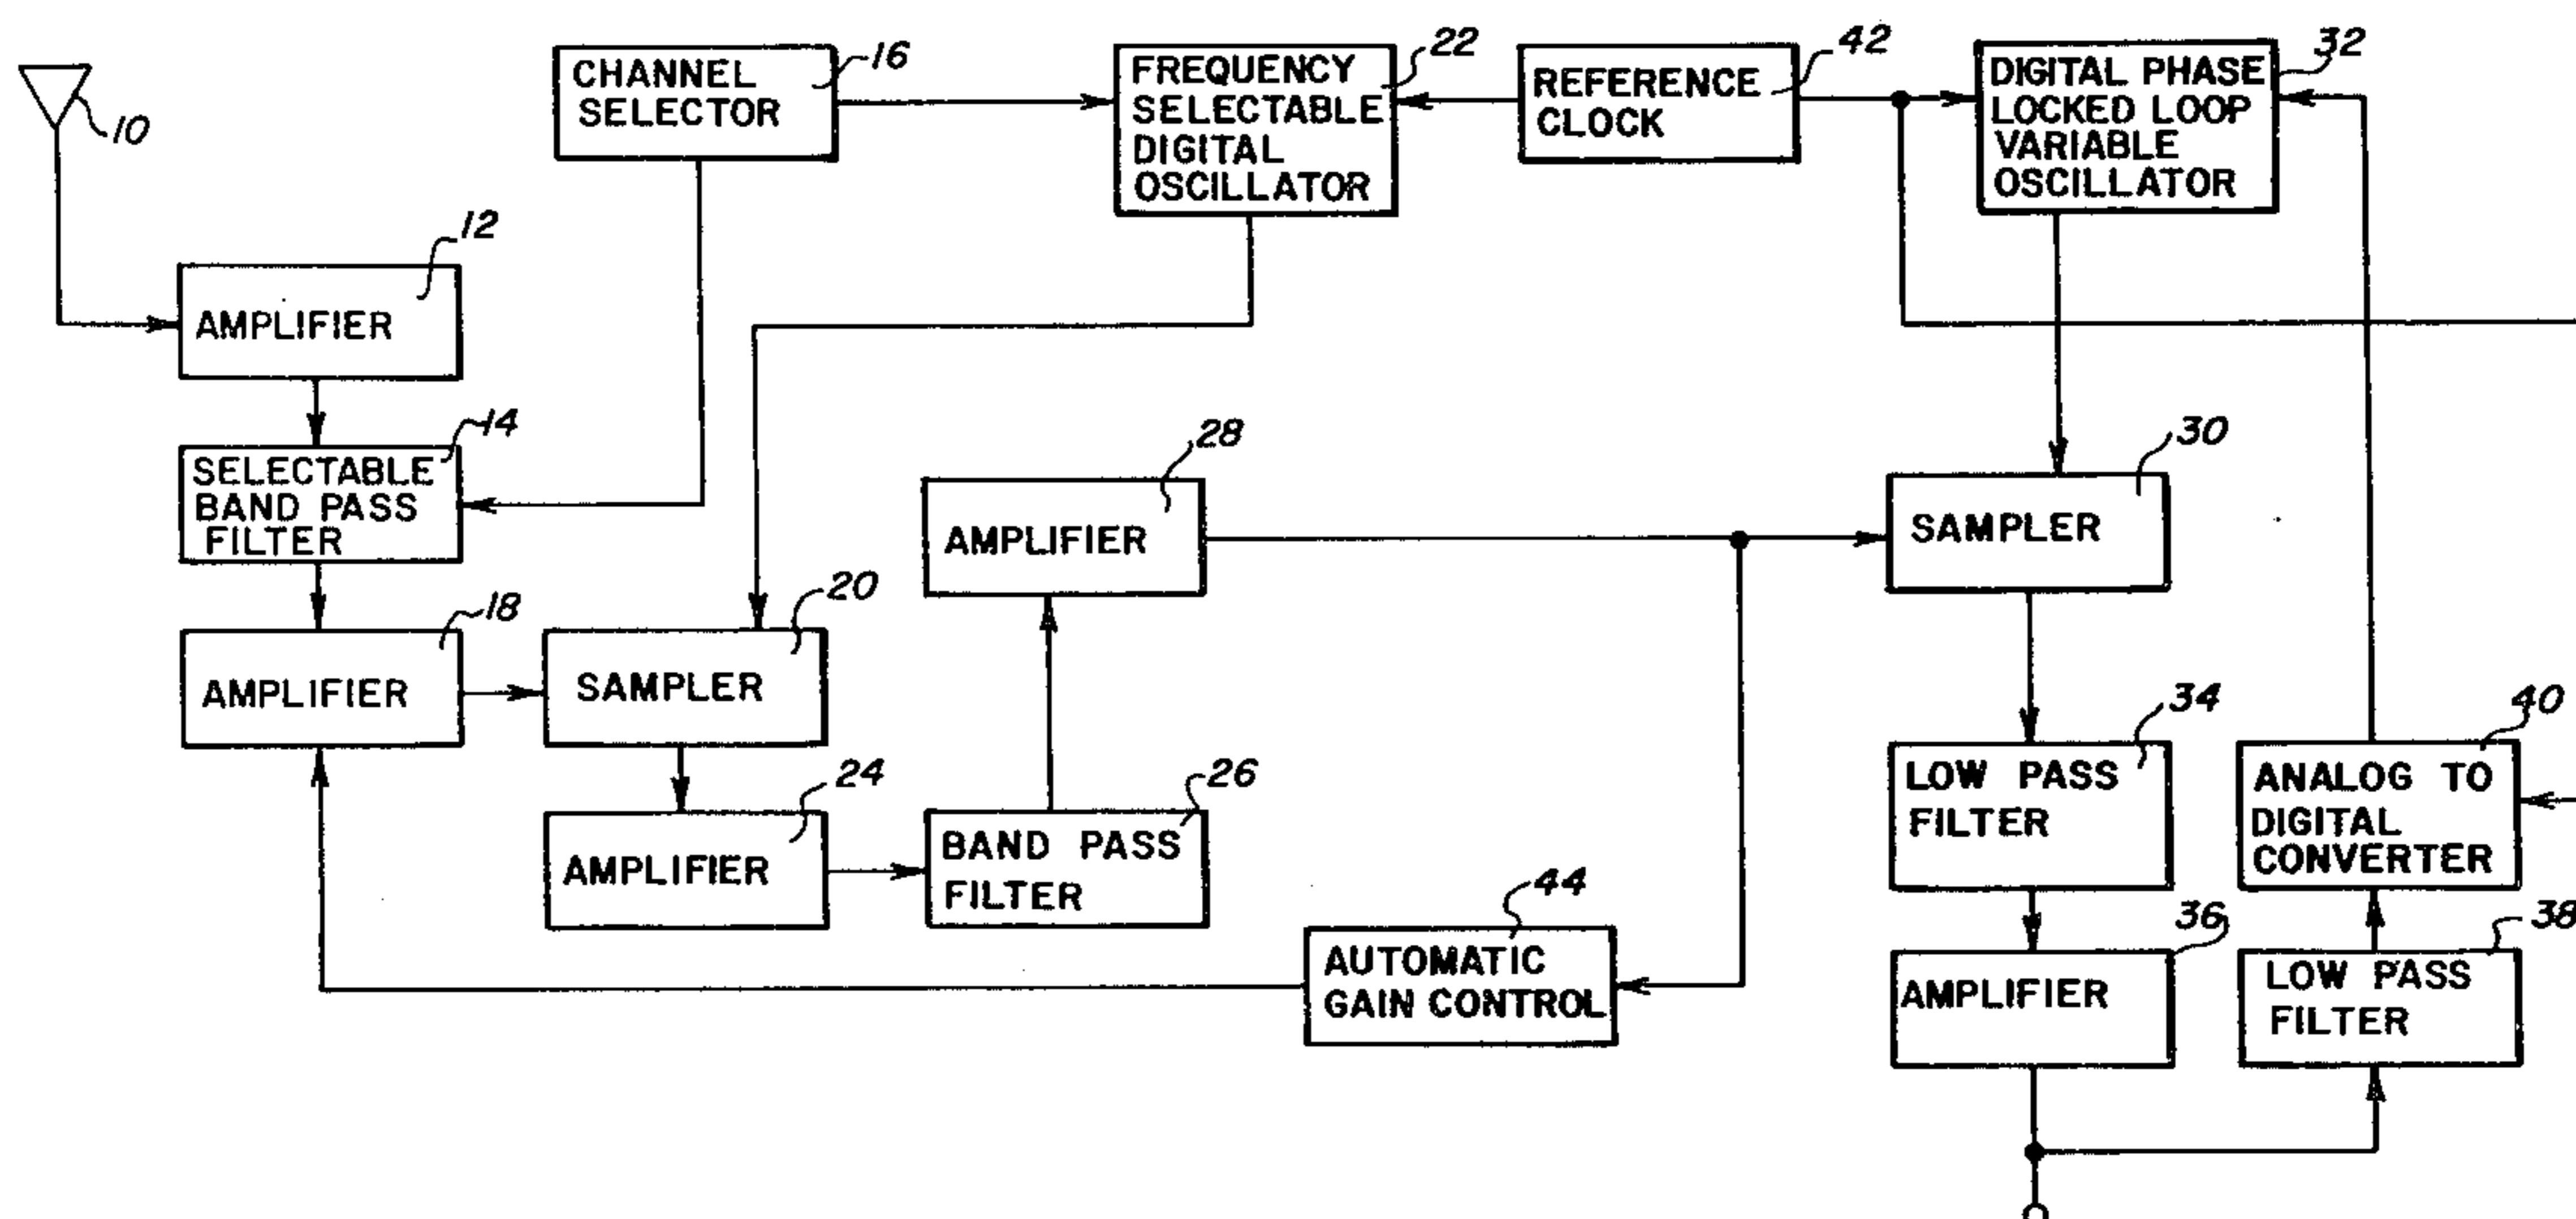 10
CHANNEL
SELECTOR
16
FREQUENCY
SELECTABLE
DIGITAL
OSCILLATOR
22
REFERENCE
CLOCK
42
DIGITAL PHASE
LOCKED LOOP
VARIABLE
OSCILLATOR
32
AMPLIFIER
12
SELECTABLE
BAND PASS
FILTER
14
AMPLIFIER
28
SAMPLER
30
AMPLIFIER
18
SAMPLER
20
AMPLIFIER
24
BAND PASS
FILTER
26
LOW PASS
FILTER
34
ANALOG TO
DIGITAL
CONVERTER
40
AUTOMATIC
GAIN CONTROL
44
AMPLIFIER
36
LOW PASS
FILTER
38